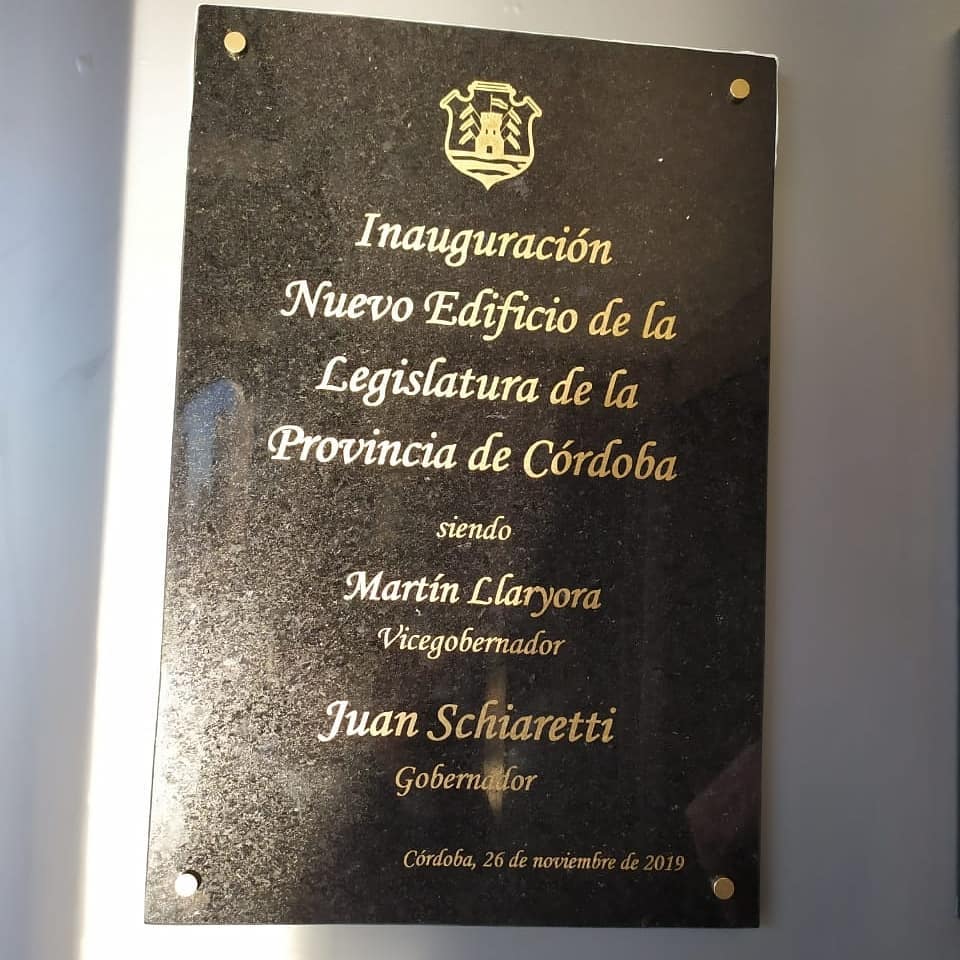 Inauguración
Nuevo Edificio de la
Legislatura de la
Provincia de Córdoba
siendo
Martín Llaryora
Vicegobernador
Juan Schiaretti
Gobernador
Córdoba, 26 de noviembre de 2019